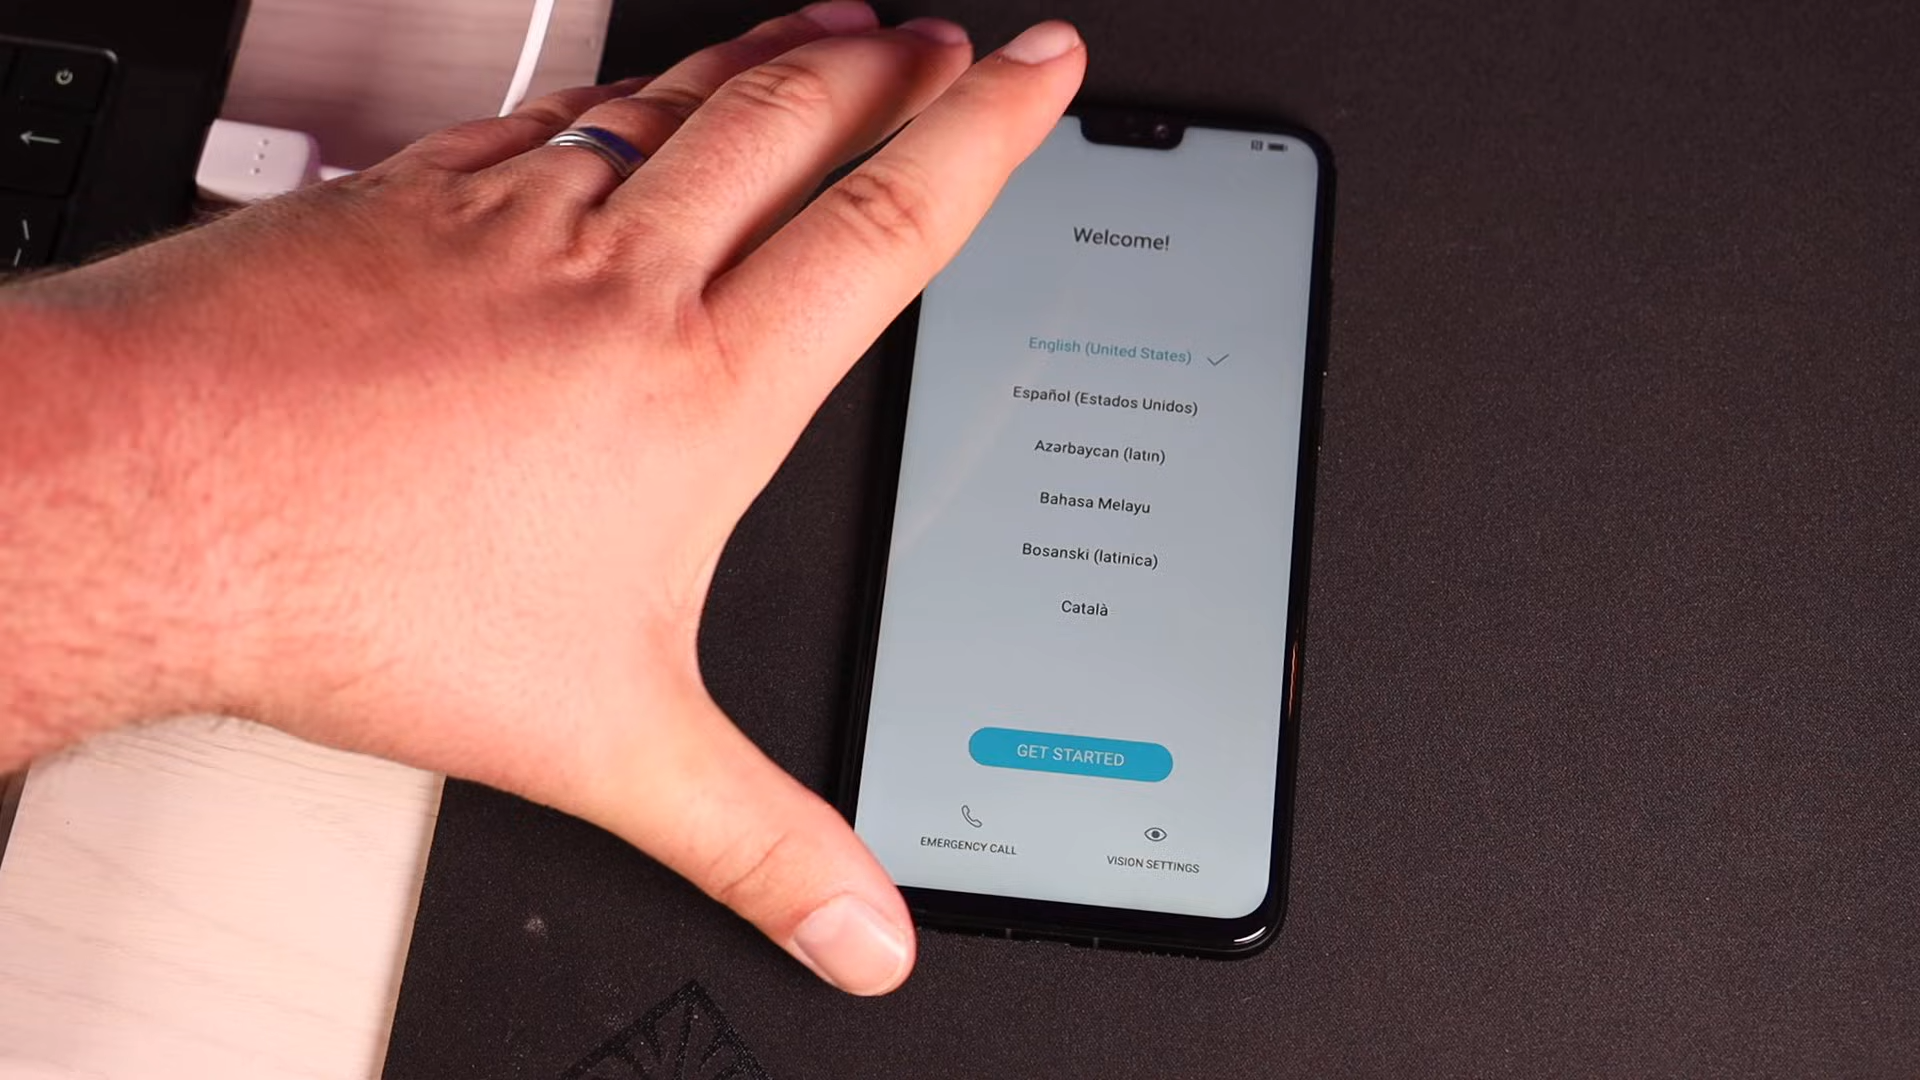 Welcome!
English (United States)
Español (Estados Unidos)
Azərbaycan (latın)
Bahasa Melayu
Bosanski (latinica)
Català
GET STARTED
EMERGENCY CALL
VISION SETTINGS